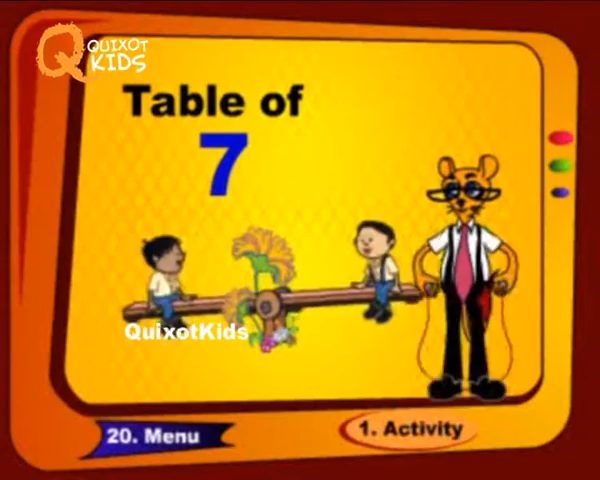 QUIXOT
KIDS
Table of
7
QuixotKids
20. Menu
1. Activity